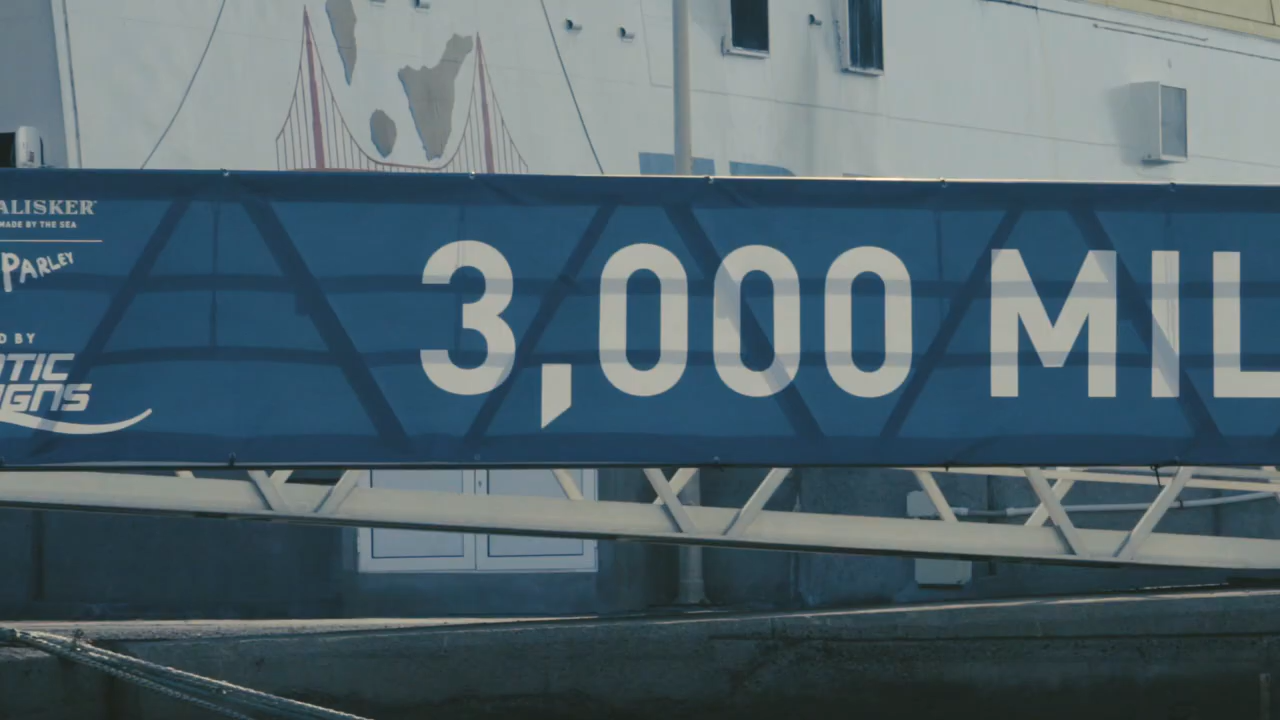 ALISKER
MADE BY THE SEA
PARLEY
D BY
TIC
IGNS
3,000 MIL